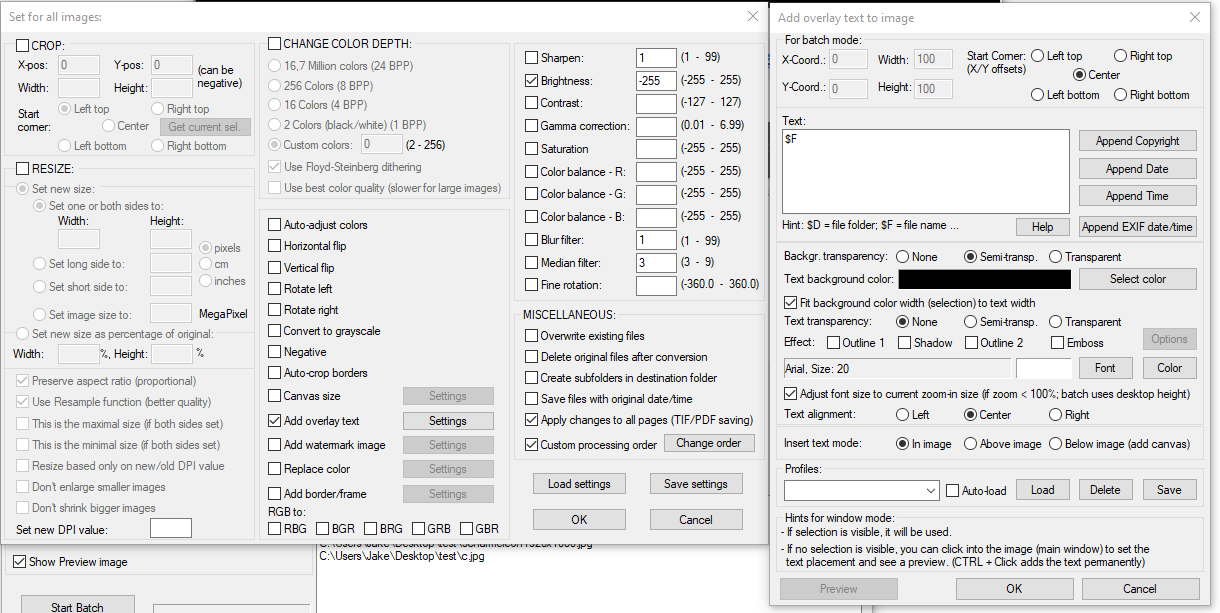 Set for all images:
CROP:
X-pos: 0 Y-pos: 0 (can be negative)
Width: Height:
Start corner:
Left top Right top
Center Get current sel.
Left bottom Right bottom
RESIZE:
Set new size:
Set one or both sides to:
Width: Height:
pixels
Set long side to: cm
Set short side to: inches
Set image size to: MegaPixel
Set new size as percentage of original:
Width: %, Height: %
Preserve aspect ratio (proportional)
Use Resample function (better quality)
This is the maximal size (if both sides set)
This is the minimal size (if both sides set)
Resize based only on new/old DPI value
Don't enlarge smaller images
Don't shrink bigger images
Set new DPI value:
CHANGE COLOR DEPTH:
16,7 Million colors (24 BPP)
256 Colors (8 BPP)
16 Colors (4 BPP)
2 Colors (black/white) (1 BPP)
Custom colors: 0 (2 - 256)
Use Floyd-Steinberg dithering
Use best color quality (slower for large images)
Auto-adjust colors
Horizontal flip
Vertical flip
Rotate left
Rotate right
Convert to grayscale
Negative
Auto-crop borders
Canvas size Settings
Add overlay text Settings
Add watermark image Settings
Replace color Settings
Add border/frame Settings
RGB to:
RBG BGR BRG GRB GBR
Sharpen: 1 (1 - 99)
Brightness: -255 (-255 - 255)
Contrast: (-127 - 127)
Gamma correction: (0.01 - 6.99)
Saturation (-255 - 255)
Color balance - R: (-255 - 255)
Color balance - G: (-255 - 255)
Color balance - B: (-255 - 255)
Blur filter: 1 (1 - 99)
Median filter: 3 (3 - 9)
Fine rotation: (-360.0 - 360.0)
MISCELLANEOUS:
Overwrite existing files
Delete original files after conversion
Create subfolders in destination folder
Save files with original date/time
Apply changes to all pages (TIF/PDF saving)
Custom processing order Change order
Load settings Save settings
OK Cancel
C:\Users\Jake\Desktop\test\c.jpg
Show Preview image
Start Batch
Add overlay text to image
For batch mode:
X-Coord.: 0 Width: 100 Start Corner: (X/Y offsets) Left top Right top
Center
Y-Coord.: 0 Height: 100 Left bottom Right bottom
Text:
$F
Append Copyright
Append Date
Append Time
Hint: $D = file folder; $F = file name ... Help Append EXIF date/time
Backgr. transparency: None Semi-transp. Transparent
Text background color: Select color
Fit background color width (selection) to text width
Text transparency: None Semi-transp. Transparent
Effect: Outline 1 Shadow Outline 2 Emboss Options
Arial, Size: 20 Font Color
Adjust font size to current zoom-in size (if zoom < 100%; batch uses desktop height)
Text alignment: Left Center Right
Insert text mode: In image Above image Below image (add canvas)
Profiles:
Auto-load Load Delete Save
Hints for window mode:
- If selection is visible, it will be used.
- If no selection is visible, you can click into the image (main window) to set the
text placement and see a preview. (CTRL + Click adds the text permanently)
Preview OK Cancel